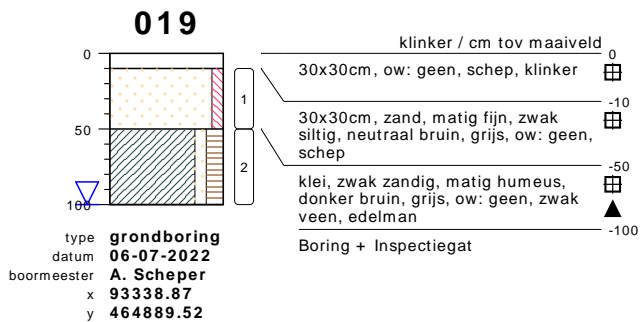 019
klinker / cm tov maaiveld
0
0
30x30cm, ow: geen, schep, klinker
-10
1
30x30cm, zand, matig fijn, zwak
siltig, neutraal bruin, grijs, ow: geen,
schep
50
-50
2
klei, zwak zandig, matig humeus,
donker bruin, grijs, ow: geen, zwak
veen, edelman
100
-100
Boring + Inspectiegat
type grondboring
datum 06-07-2022
boormeester A. Scheper
x 93338.87
y 464889.52